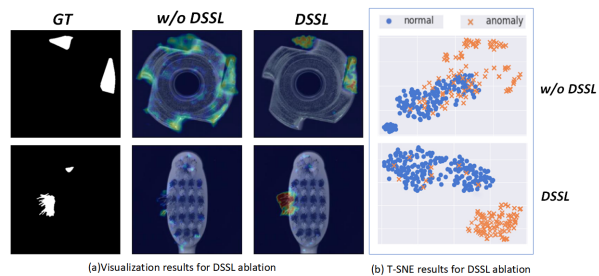 GT
w/o DSSL
DSSL
normal
anomaly
w/o DSSL
DSSL
(a)Visualization results for DSSL ablation
(b) T-SNE results for DSSL ablation